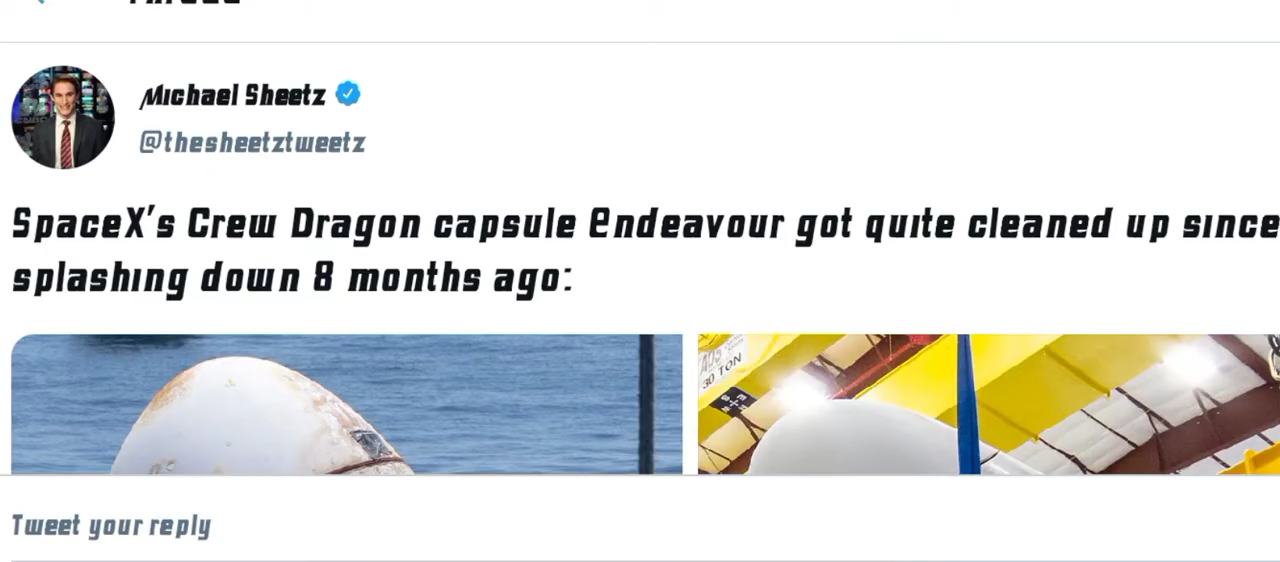 Thread
Michael Sheetz
@thesheetztweetz
SpaceX's Crew Dragon capsule Endeavour got quite cleaned up since
splashing down 8 months ago:
30 TON
Tweet your reply